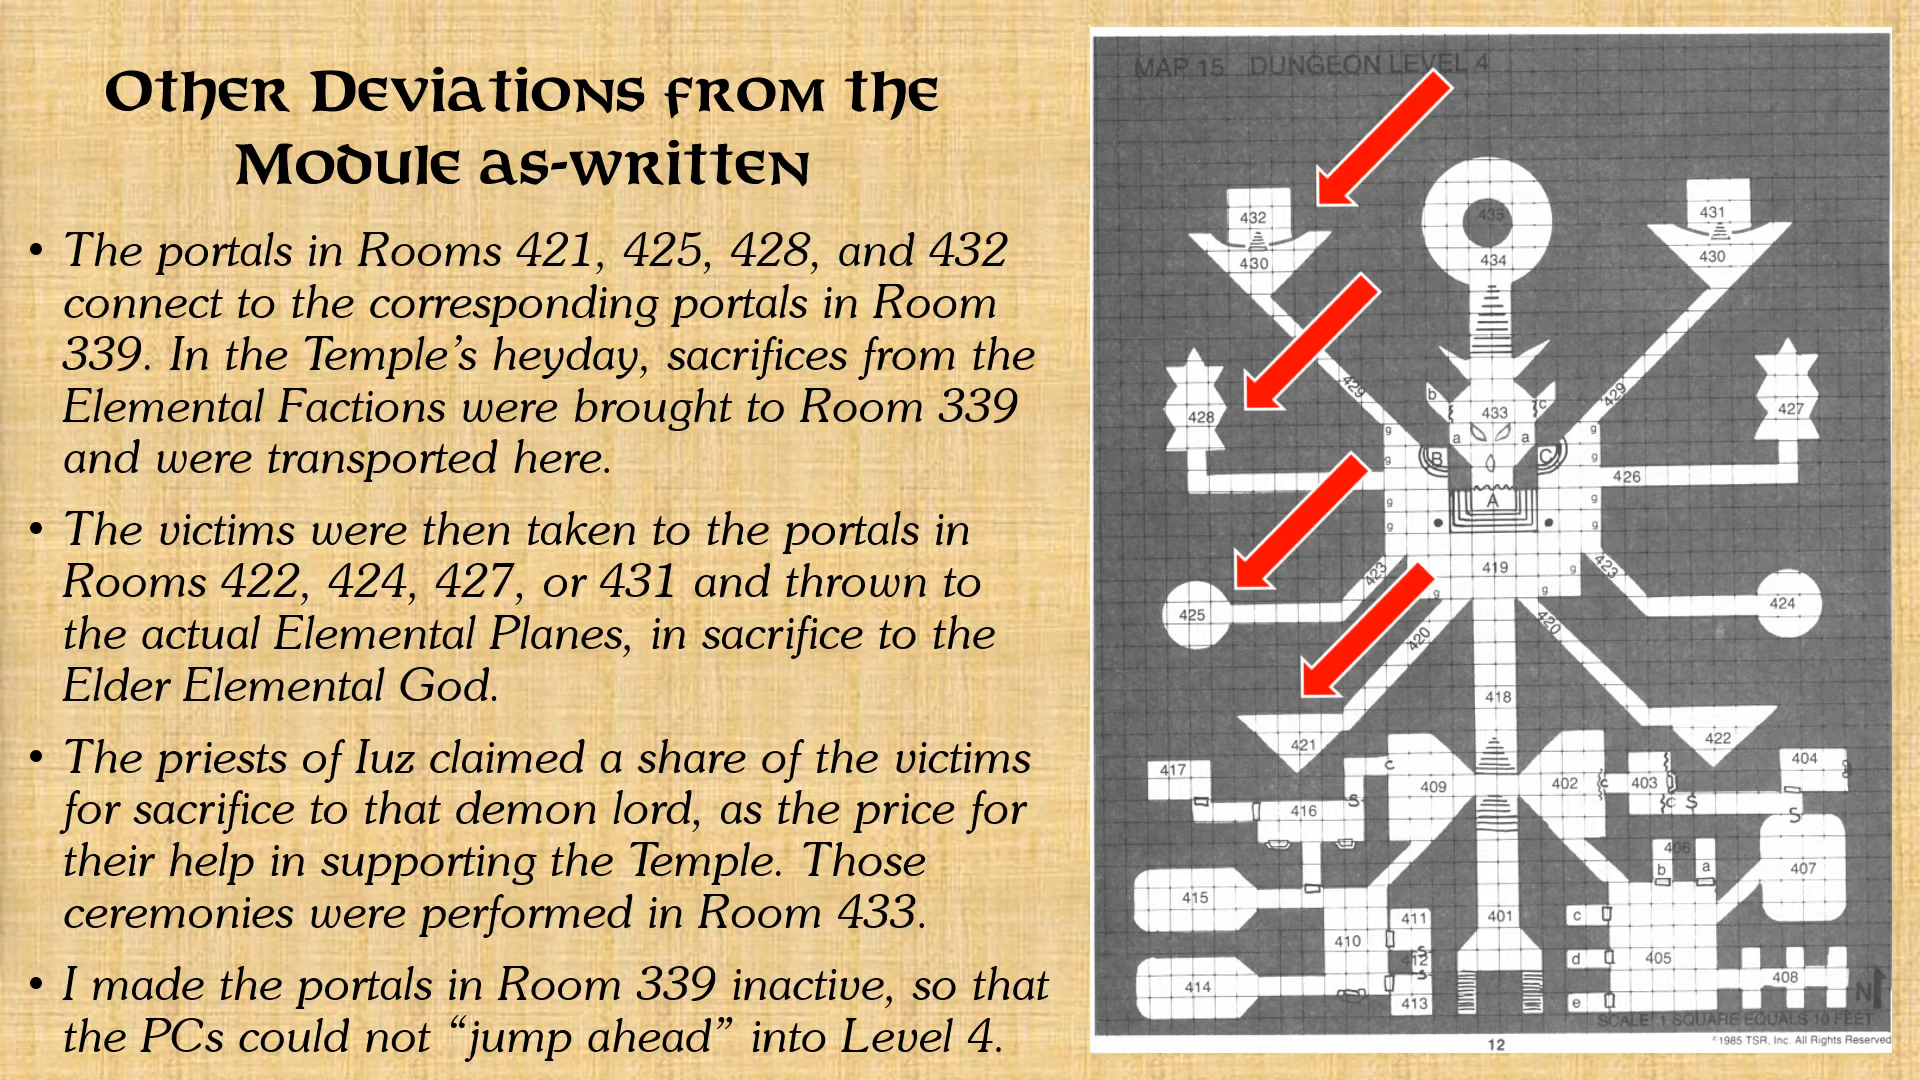 Other Deviations from the
Module as-written
• The portals in Rooms 421, 425, 428, and 432
connect to the corresponding portals in Room
339. In the Temple’s heyday, sacrifices from the
Elemental Factions were brought to Room 339
and were transported here.
• The victims were then taken to the portals in
Rooms 422, 424, 427, or 431 and thrown to
the actual Elemental Planes, in sacrifice to the
Elder Elemental God.
• The priests of Iuz claimed a share of the victims
for sacrifice to that demon lord, as the price for
their help in supporting the Temple. Those
ceremonies were performed in Room 433.
• I made the portals in Room 339 inactive, so that
the PCs could not “jump ahead” into Level 4.
MAP 15 DUNGEON LEVEL 4
432
435
431
430
434
430
429
429
b
c
428
433
427
g
a
a
g
g
B
C
g
426
g
A
g
g
g
423
419
g
423
g
g
425
424
420
420
418
421
422
417
c
409
402
c
403
404
g
416
S
c
S
S
406
b
a
407
415
411
401
c
410
S
412
S
d
405
408
414
413
e
N
SCALE: 1 SQUARE EQUALS 10 FEET
12
©1985 TSR, Inc. All Rights Reserved